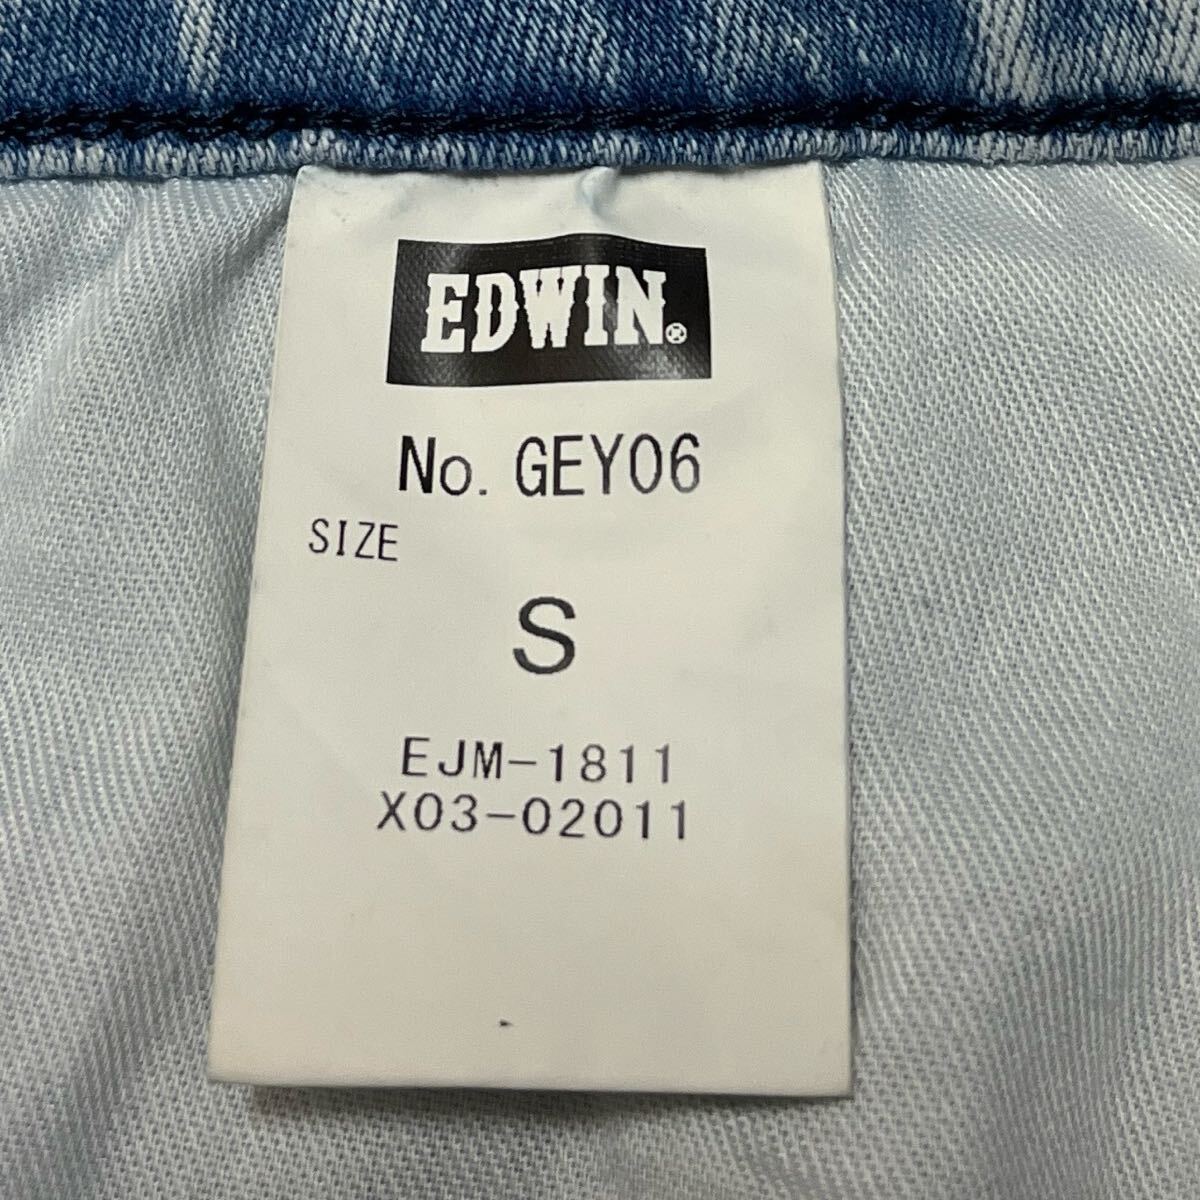 EDWIN®
No. GEY06
SIZE
S
EJM-1811
X03-02011